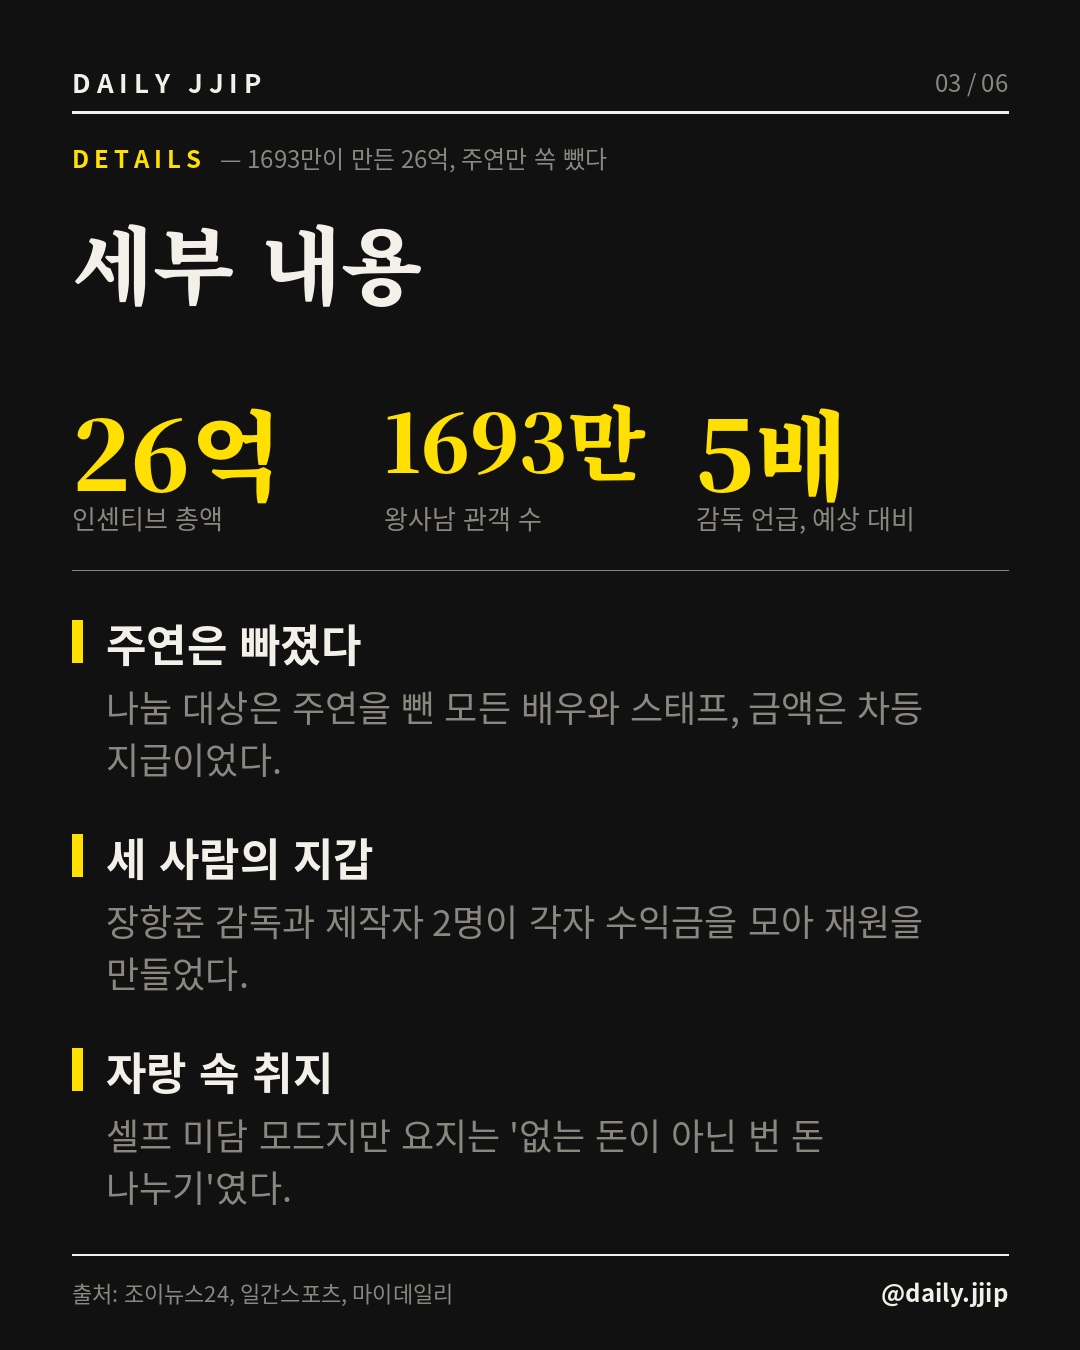 DAILY JJIP
03 / 06
DETAILS — 1693만이 만든 26억, 주연만 쏙 뺐다
세부 내용
26억 1693만 5배
인센티브 총액 왕사남 관객 수 감독 언급, 예상 대비
주연은 빠졌다
나눔 대상은 주연을 뺀 모든 배우와 스태프, 금액은 차등
지급이었다.
세 사람의 지갑
장항준 감독과 제작자 2명이 각자 수익금을 모아 재원을
만들었다.
자랑 속 취지
셀프 미담 모드지만 요지는 '없는 돈이 아닌 번 돈
나누기'였다.
출처: 조이뉴스24, 일간스포츠, 마이데일리
@daily.jjip